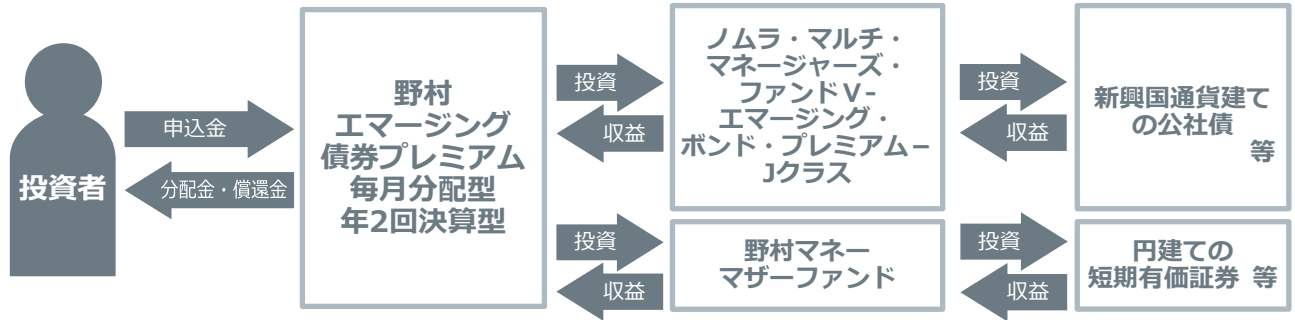 投資者
申込金
分配金・償還金
野村
エマージング
債券プレミアム
毎月分配型
年2回決算型
投資
収益
ノムラ・マルチ・
マネージャーズ・
ファンドⅤ-
エマージング・
ボンド・プレミアム－
Jクラス
投資
収益
新興国通貨建て
の公社債
等
投資
収益
野村マネー
マザーファンド
投資
収益
円建ての
短期有価証券 等